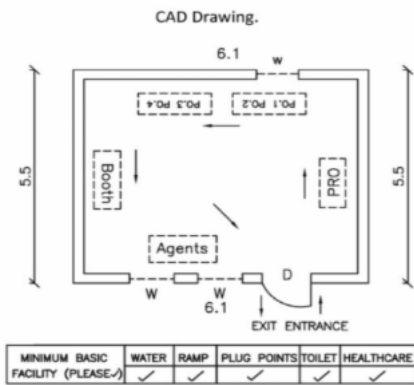 CAD Drawing.
6.1
W
PO.4 PO.3 PO.2 PO.1
5.5
5.5
Booth
PRO
Agents
D
W W
6.1
EXIT ENTRANCE
MINIMUM BASIC FACILITY (PLEASE✓) WATER RAMP PLUG POINTS TOILET HEALTHCARE
✓ ✓ ✓ ✓ ✓